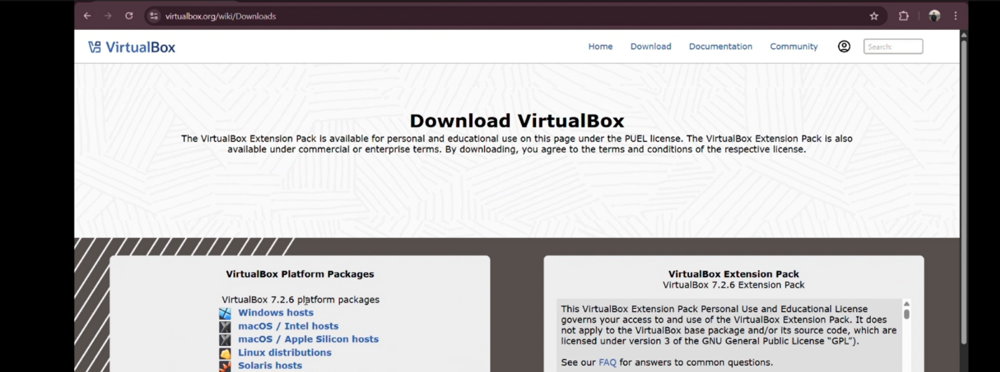 virtualbox.org/wiki/Downloads
VirtualBox
Home Download Documentation Community Search:
Download VirtualBox
The VirtualBox Extension Pack is available for personal and educational use on this page under the PUEL license. The VirtualBox Extension Pack is also
available under commercial or enterprise terms. By downloading, you agree to the terms and conditions of the respective license.
VirtualBox Platform Packages
VirtualBox 7.2.6 platform packages
Windows hosts
macOS / Intel hosts
macOS / Apple Silicon hosts
Linux distributions
Solaris hosts
VirtualBox Extension Pack
VirtualBox 7.2.6 Extension Pack
This VirtualBox Extension Pack Personal Use and Educational License
governs your access to and use of the VirtualBox Extension Pack. It does
not apply to the VirtualBox base package and/or its source code, which are
licensed under version 3 of the GNU General Public License “GPL”).
See our FAQ for answers to common questions.